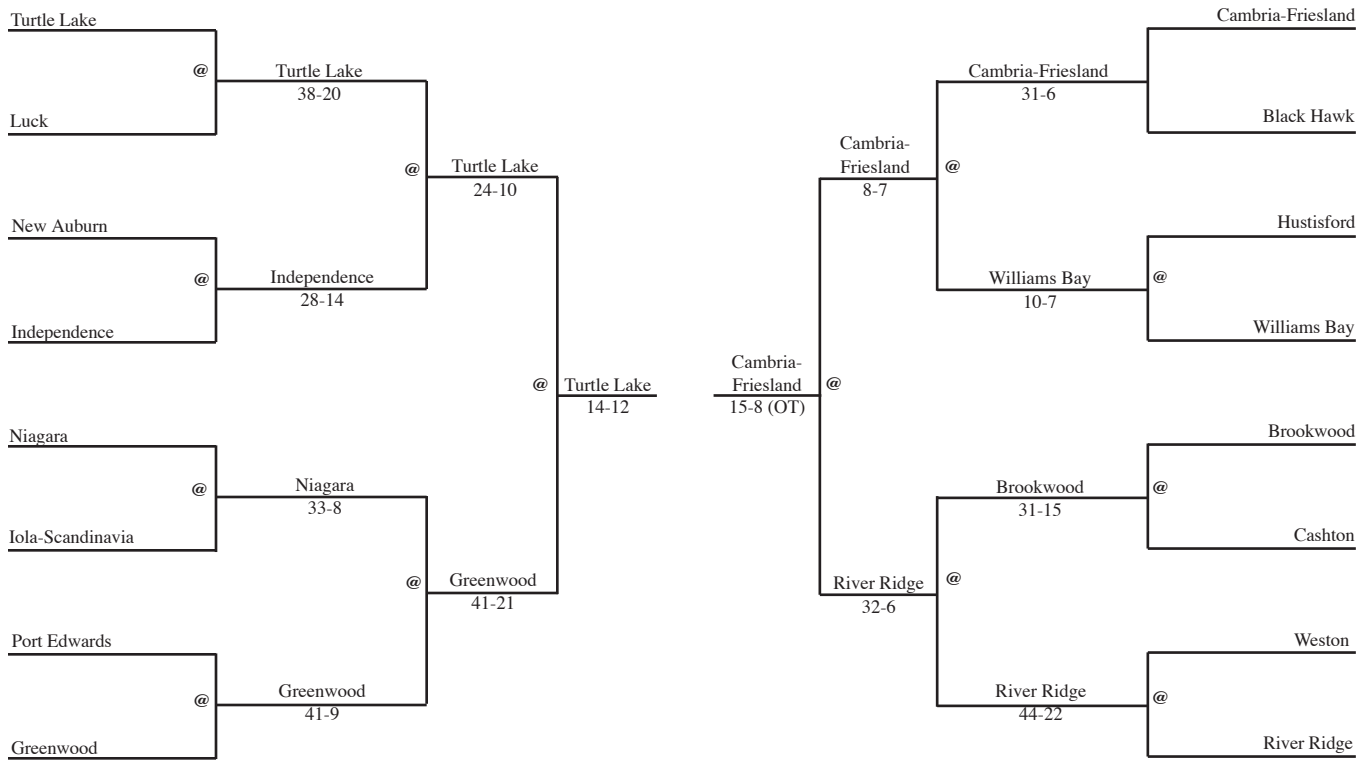 Turtle Lake
@
Luck
Turtle Lake
38-20
New Auburn
@
Independence
Independence
28-14
@
Turtle Lake
24-10
Niagara
@
Iola-Scandinavia
Niagara
33-8
Port Edwards
@
Greenwood
Greenwood
41-9
@
Greenwood
41-21
@
Turtle Lake
14-12
Cambria-
Friesland
15-8 (OT)
@
Cambria-
Friesland
8-7
@
Cambria-Friesland
31-6
Cambria-Friesland
Black Hawk
Williams Bay
10-7
Hustisford
@
Williams Bay
River Ridge
32-6
@
Brookwood
31-15
Brookwood
@
Cashton
River Ridge
44-22
Weston
@
River Ridge